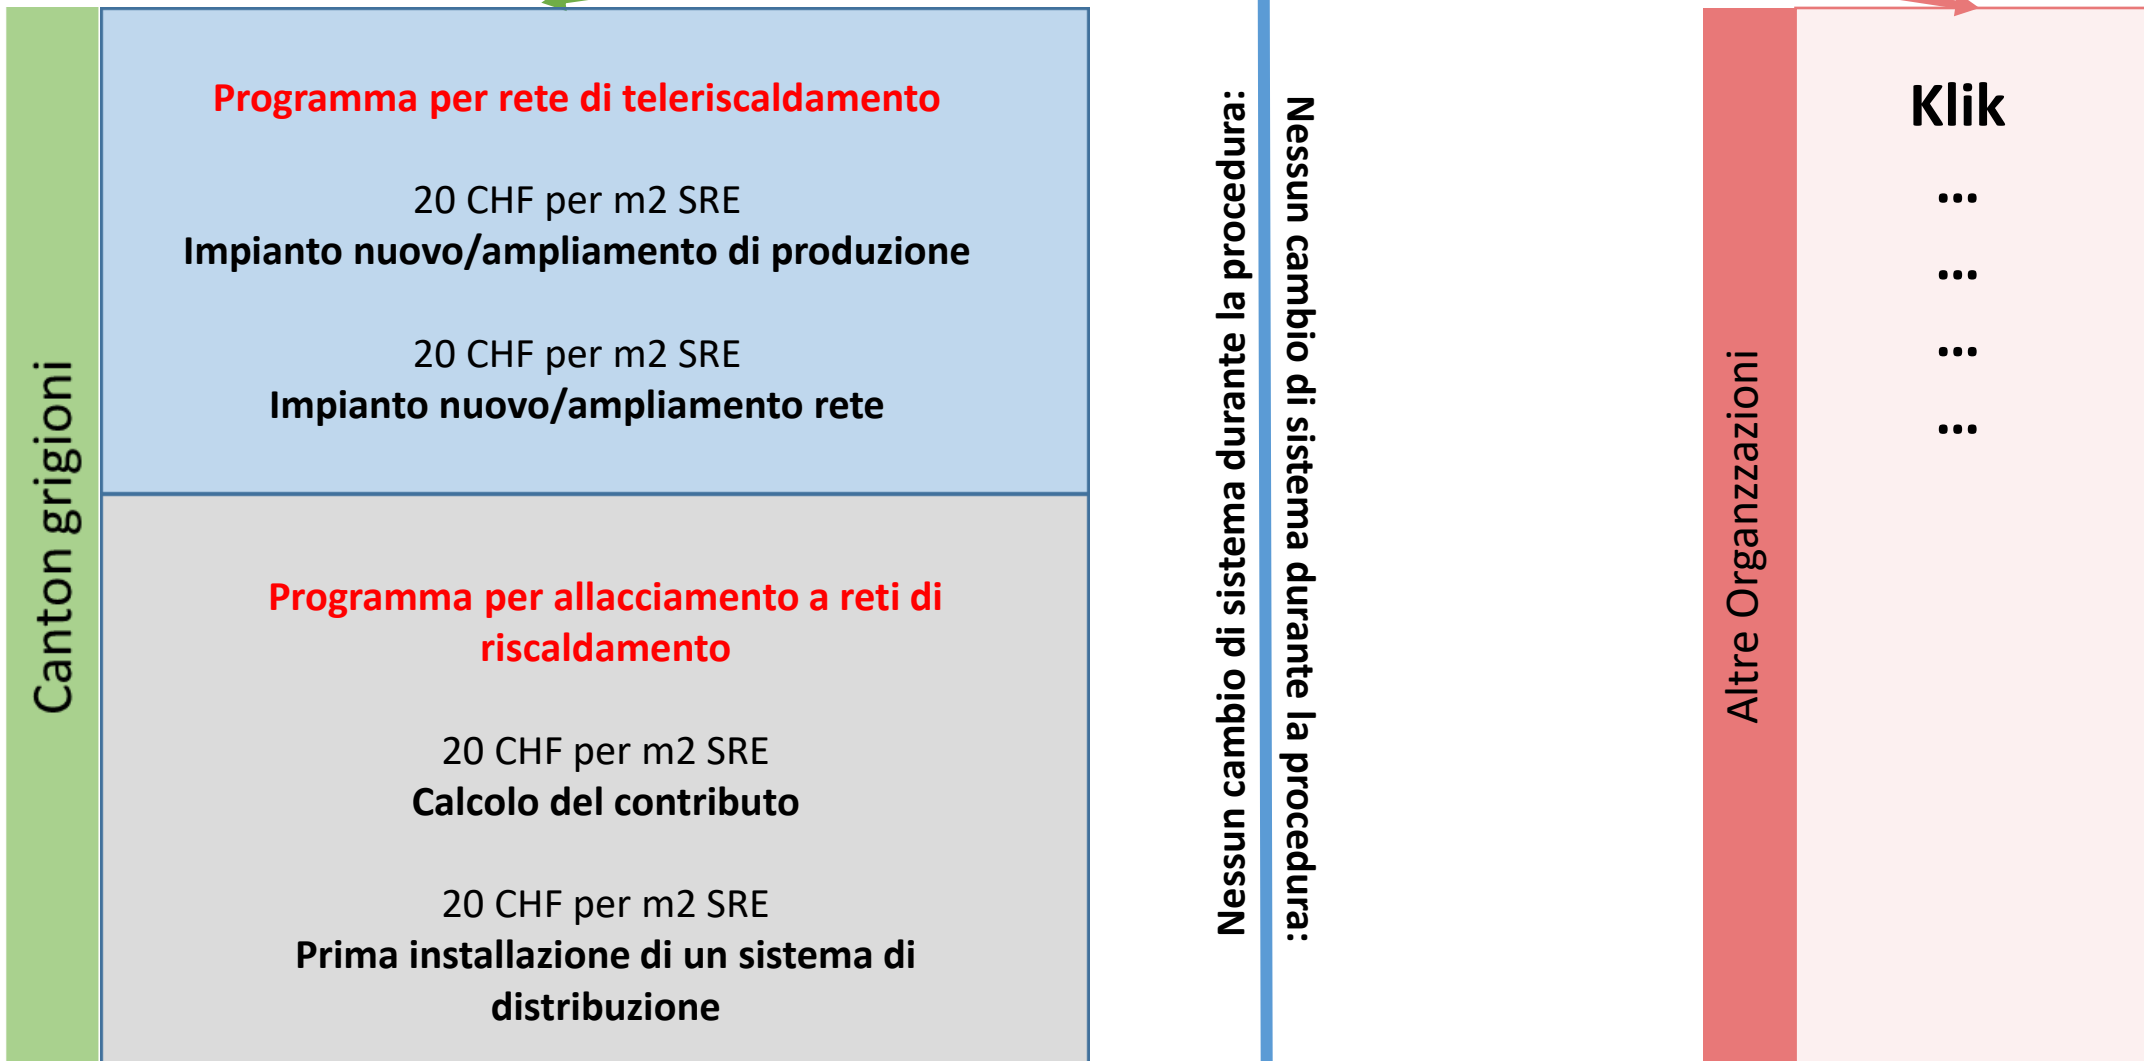 Canton grigioni
Programma per rete di teleriscaldamento
20 CHF per m2 SRE
Impianto nuovo/ampliamento di produzione
20 CHF per m2 SRE
Impianto nuovo/ampliamento rete
Programma per allacciamento a reti di
riscaldamento
20 CHF per m2 SRE
Calcolo del contributo
20 CHF per m2 SRE
Prima installazione di un sistema di
distribuzione
Nessun cambio di sistema durante la procedura:
Nessun cambio di sistema durante la procedura:
Altre Organuzzazioni
Klik
...
...
...
...